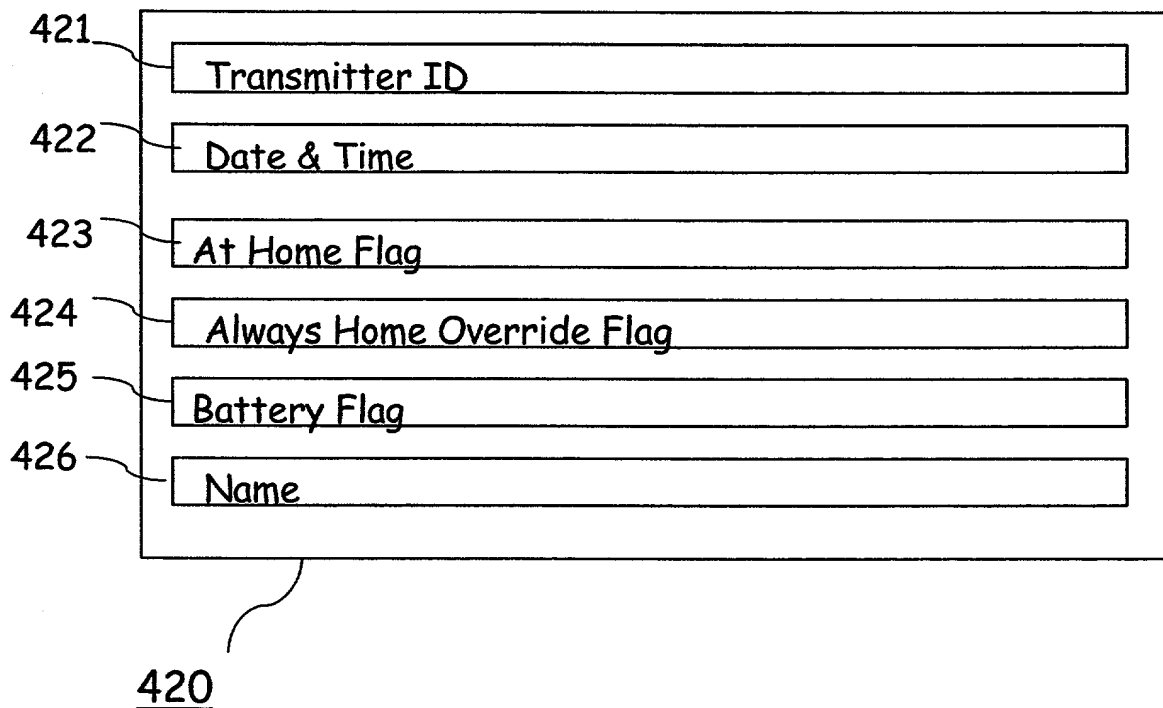 421
Transmitter ID
422
Date & Time
423
At Home Flag
424
Always Home Override Flag
425
Battery Flag
426
Name
420